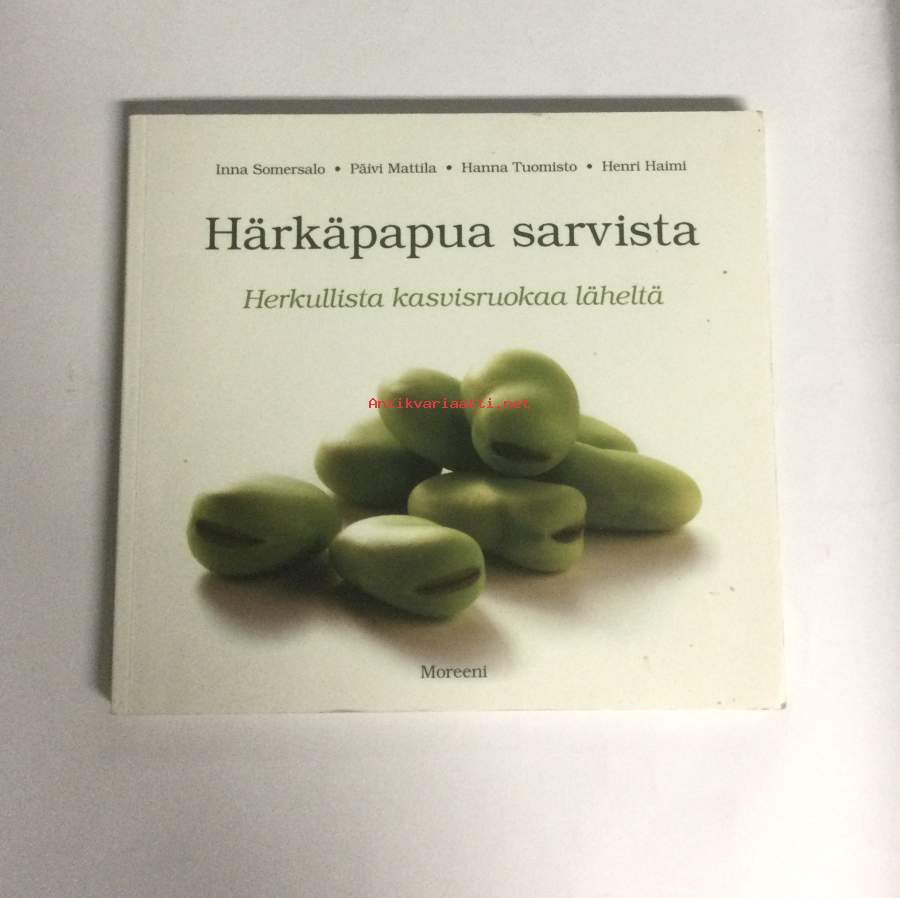 Inna Somersalo • Päivi Mattila • Hanna Tuomisto • Henri Haimi
Härkäpapua sarvista
Herkullista kasvisruokaa läheltä
Antikvariaatti.net
Moreeni